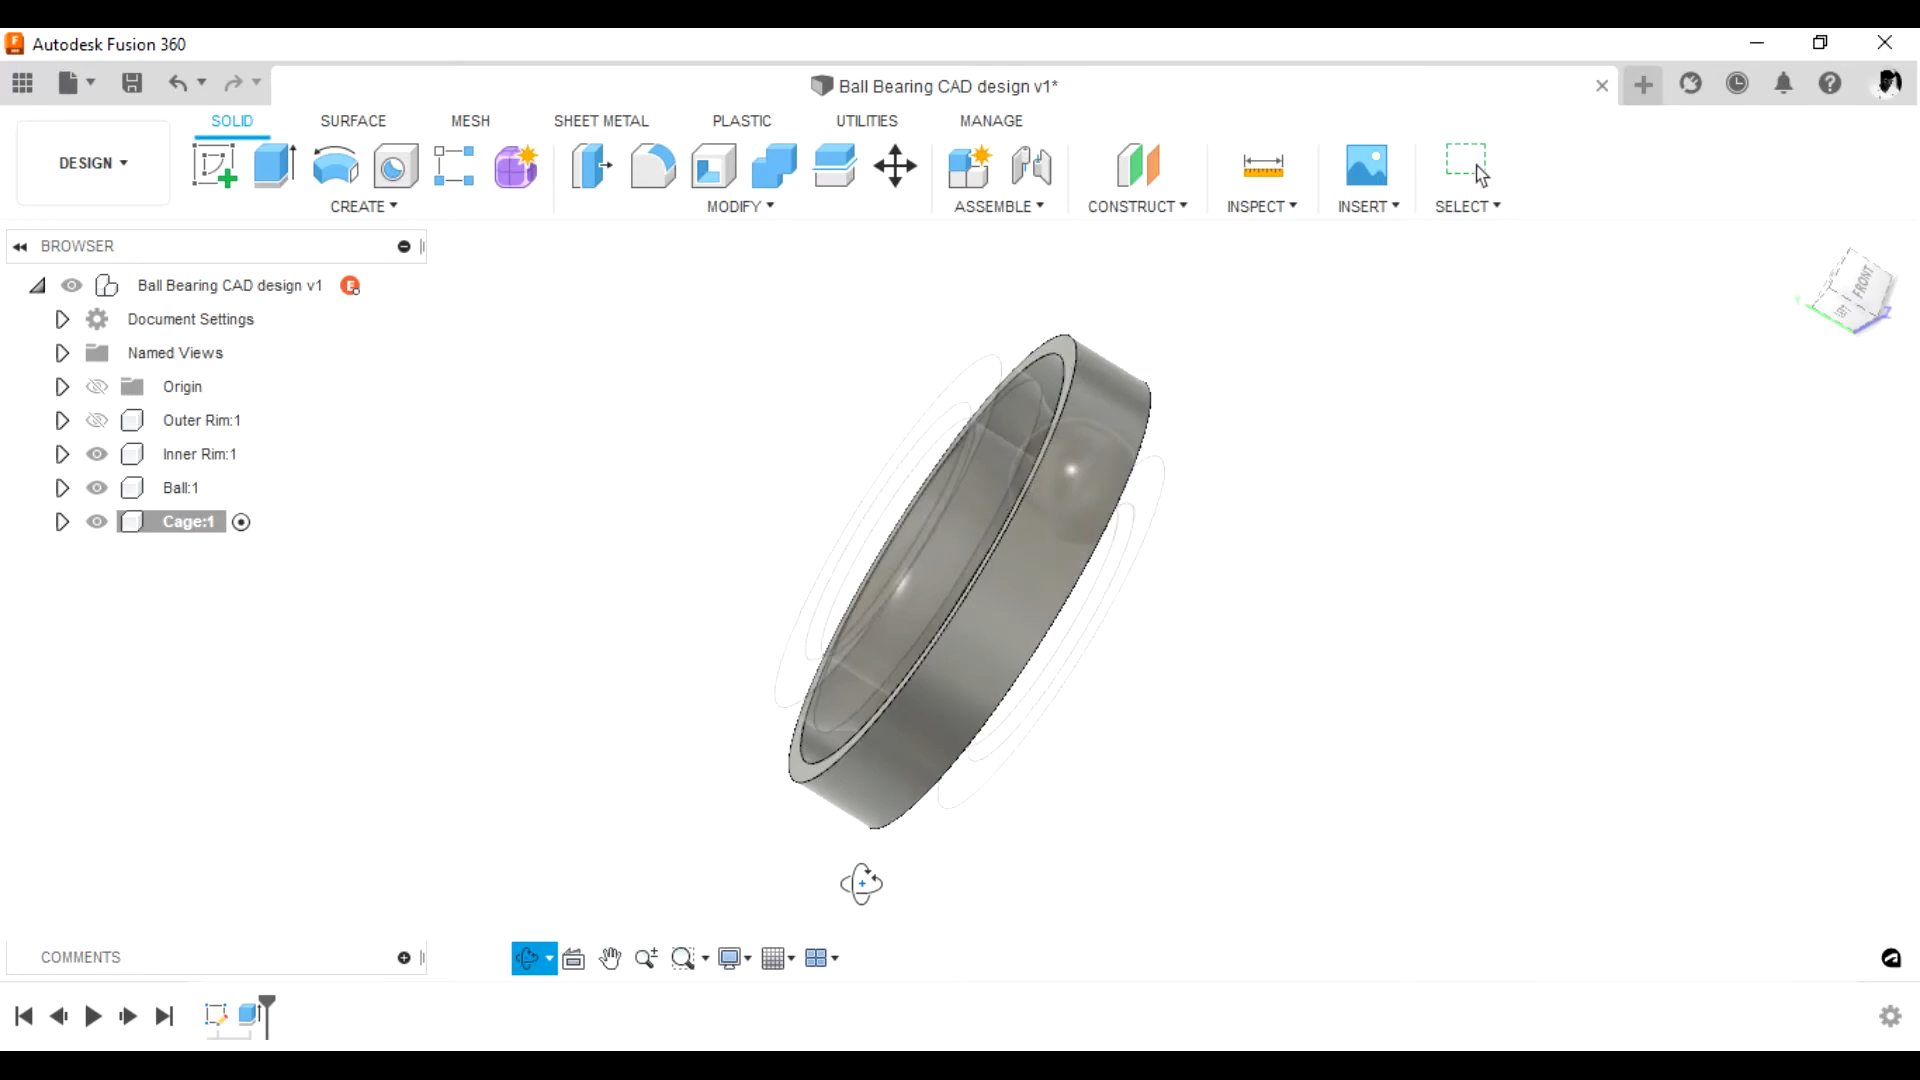 Autodesk Fusion 360
Ball Bearing CAD design v1*
SOLID SURFACE MESH SHEET METAL PLASTIC UTILITIES MANAGE
DESIGN
CREATE MODIFY ASSEMBLE CONSTRUCT INSPECT INSERT SELECT
BROWSER
Ball Bearing CAD design v1
Document Settings
Named Views
Origin
Outer Rim:1
Inner Rim:1
Ball:1
Cage:1
FRONT
Z
COMMENTS